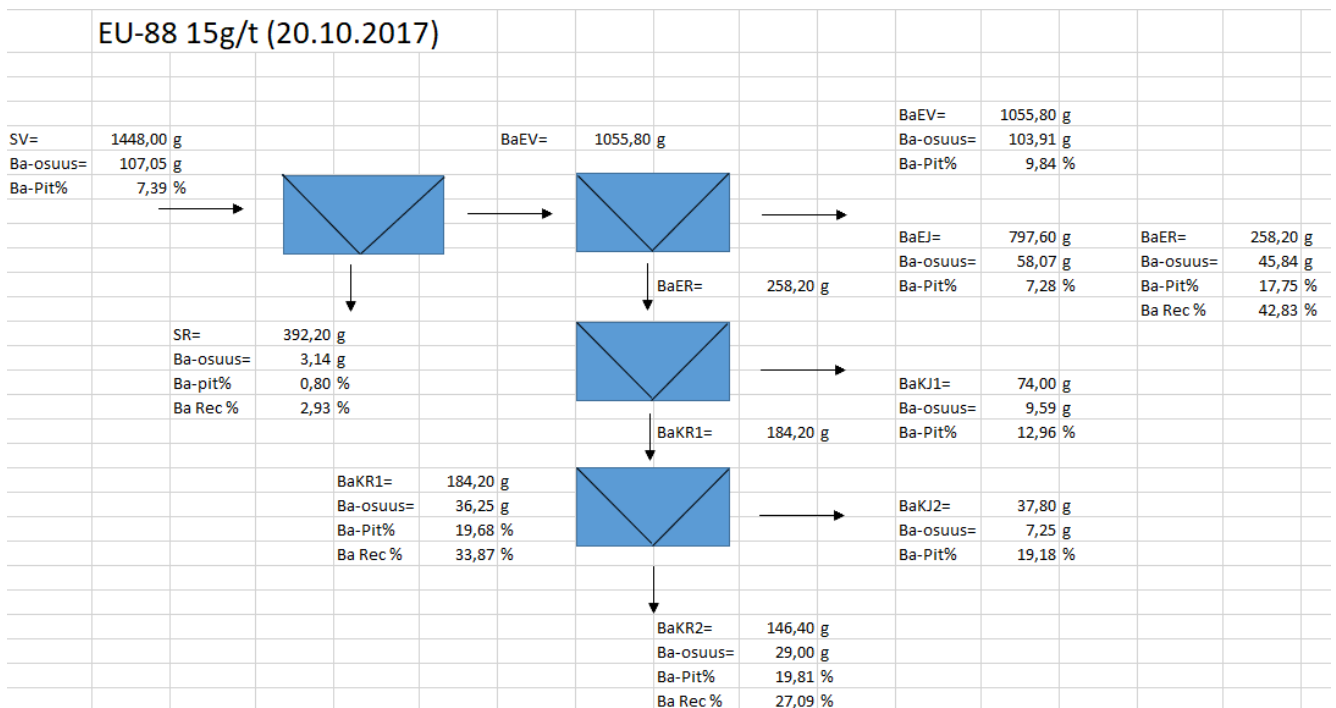 EU-88 15g/t (20.10.2017)
SV= 1448,00 g
Ba-osuus= 107,05 g
Ba-Pit% 7,39 %
BaEV= 1055,80 g
BaEV= 1055,80 g
Ba-osuus= 103,91 g
Ba-Pit% 9,84 %
BaEJ= 797,60 g
Ba-osuus= 58,07 g
Ba-Pit% 7,28 %
BaER= 258,20 g
Ba-osuus= 45,84 g
Ba-Pit% 17,75 %
Ba Rec % 42,83 %
BaER= 258,20 g
SR= 392,20 g
Ba-osuus= 3,14 g
Ba-pit% 0,80 %
Ba Rec % 2,93 %
BaKJ1= 74,00 g
Ba-osuus= 9,59 g
Ba-Pit% 12,96 %
BaKR1= 184,20 g
BaKR1= 184,20 g
Ba-osuus= 36,25 g
Ba-Pit% 19,68 %
Ba Rec % 33,87 %
BaKJ2= 37,80 g
Ba-osuus= 7,25 g
Ba-Pit% 19,18 %
BaKR2= 146,40 g
Ba-osuus= 29,00 g
Ba-Pit% 19,81 %
Ba Rec % 27,09 %